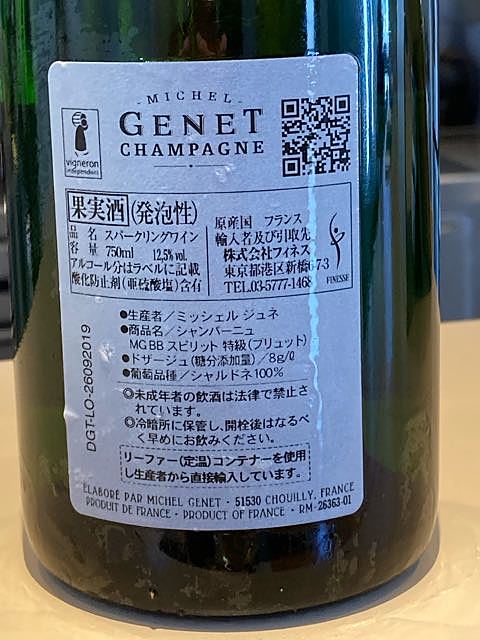 - MICHEL -
GENET
CHAMPAGNE
vigneron
indépendant
果実酒(発泡性)
品名 スパークリングワイン
容量 750ml 12.5% vol.
アルコール分はラベルに記載
酸化防止剤(亜硫酸塩)含有
原産国 フランス
輸入者及び引取先
株式会社フィネス
東京都港区新橋6-7-3
TEL.03-5777-1468
FINESSE
●生産者/ミッシェル ジュネ
●商品名/シャンパーニュ
MG BB スピリット 特級(ブリュット)
●ドザージュ(糖分添加量)/8g/ℓ
●葡萄品種/シャルドネ100%
◎未成年者の飲酒は法律で禁止されています。
◎冷暗所に保管し、開栓後はなるべく早めにお飲みください。
リーファー(定温)コンテナーを使用
し生産者から直接輸入しています。
DGT-LO-26092019
ÉLABORÉ PAR MICHEL GENET - 51530 CHOUILLY, FRANCE
PRODUIT DE FRANCE - PRODUCT OF FRANCE - RM-26363-01